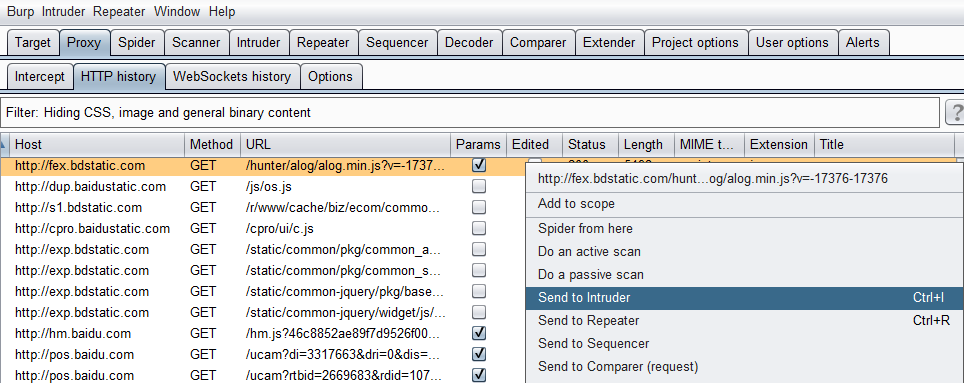 Burp Intruder Repeater Window Help
Target Proxy Spider Scanner Intruder Repeater Sequencer Decoder Comparer Extender Project options User options Alerts
Intercept HTTP history WebSockets history Options
Filter: Hiding CSS, image and general binary content ?
Host Method URL Params Edited Status Length MIME t... Extension Title
http://fex.bdstatic.com GET /hunter/alog/alog.min.js?v=-1737...
http://dup.baidustatic.com GET /js/os.js
http://s1.bdstatic.com GET /r/www/cache/biz/ecom/commo...
http://cpro.baidustatic.com GET /cpro/ui/c.js
http://exp.bdstatic.com GET /static/common/pkg/common_a...
http://exp.bdstatic.com GET /static/common/pkg/common_s...
http://exp.bdstatic.com GET /static/common-jquery/pkg/base...
http://exp.bdstatic.com GET /static/common-jquery/widget/js/...
http://hm.baidu.com GET /hm.js?46c8852ae89f7d9526f00...
http://pos.baidu.com GET /ucam?di=3317663&dri=0&dis=...
http://pos.baidu.com GET /ucam?rtbid=2669683&rdid=107...
http://fex.bdstatic.com/hunt...og/alog.min.js?v=-17376-17376
Add to scope
Spider from here
Do an active scan
Do a passive scan
Send to Intruder Ctrl+I
Send to Repeater Ctrl+R
Send to Sequencer
Send to Comparer (request)